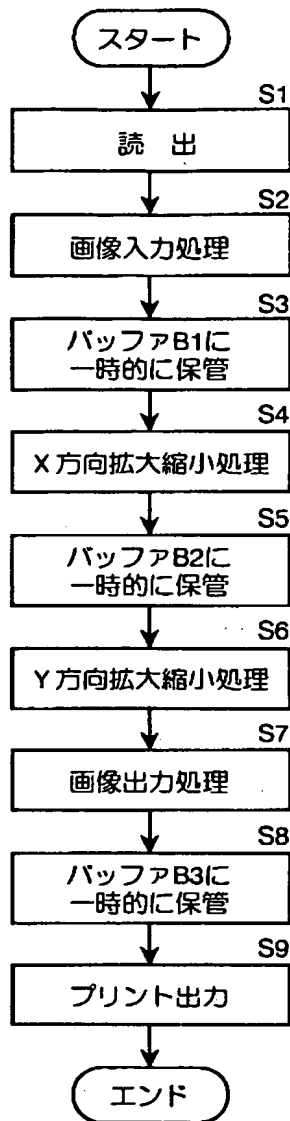 スタート
S1
読 出
S2
画像入力処理
S3
バッファB1に
一時的に保管
S4
X方向拡大縮小処理
S5
バッファB2に
一時的に保管
S6
Y方向拡大縮小処理
S7
画像出力処理
S8
バッファB3に
一時的に保管
S9
プリント出力
エンド